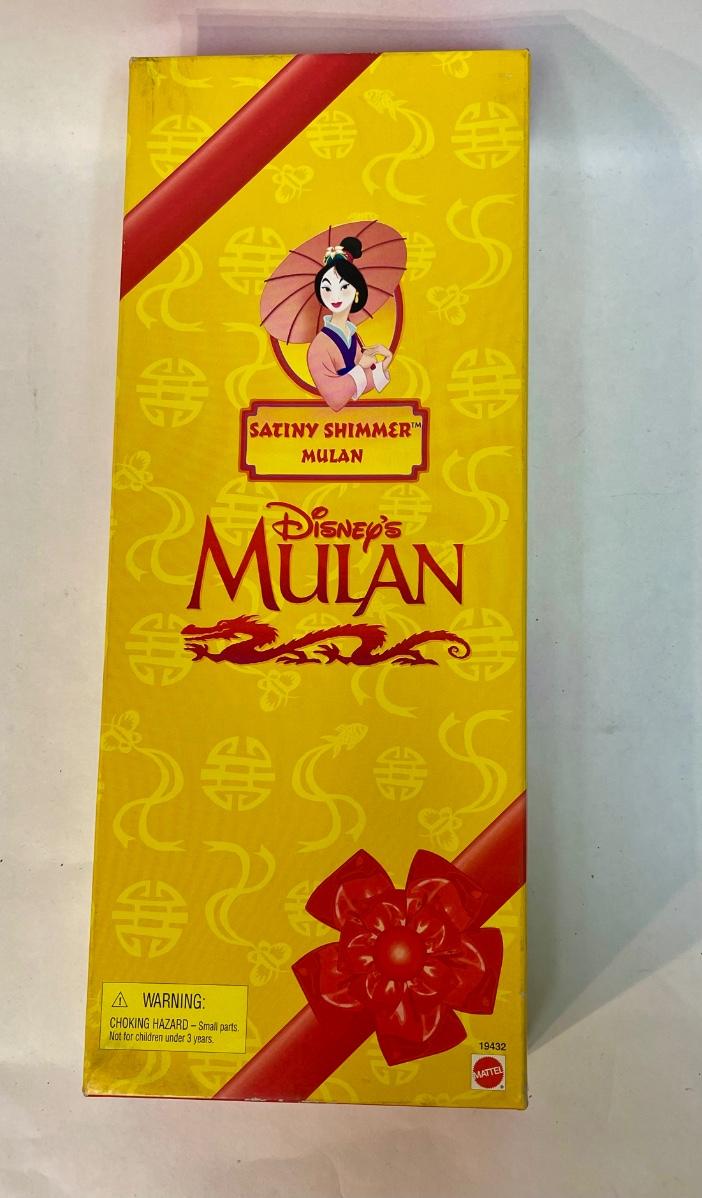 SATINY SHIMMER™
MULAN
DISNEY'S
MULAN
⚠ WARNING:
CHOKING HAZARD – Small parts.
Not for children under 3 years.
19432
MATTEL
®